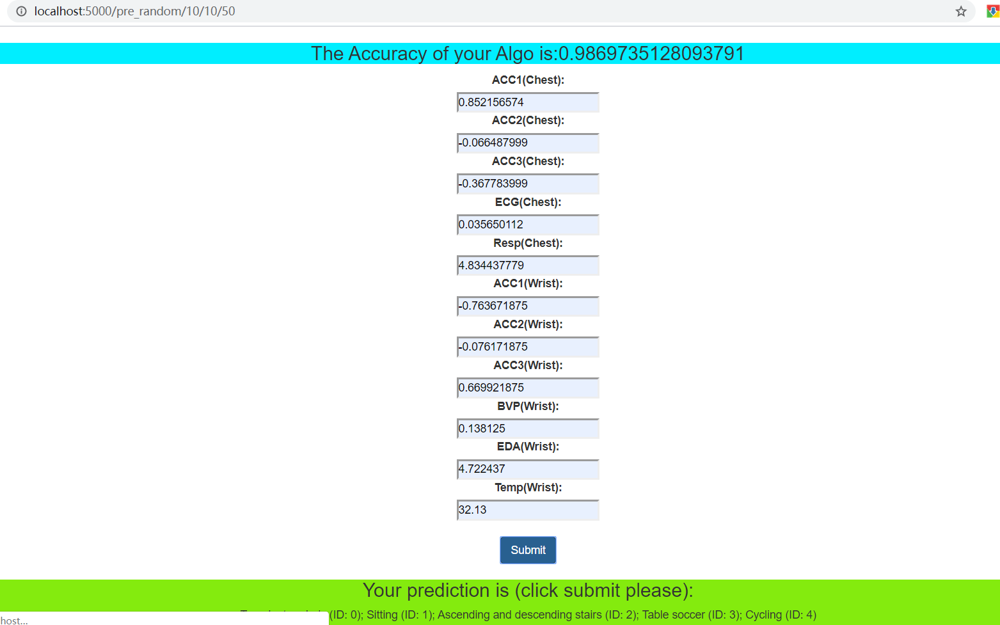 localhost:5000/pre_random/10/10/50
The Accuracy of your Algo is:0.9869735128093791
ACC1(Chest):
0.852156574
ACC2(Chest):
-0.066487999
ACC3(Chest):
-0.367783999
ECG(Chest):
0.035650112
Resp(Chest):
4.834437779
ACC1(Wrist):
-0.763671875
ACC2(Wrist):
-0.076171875
ACC3(Wrist):
0.669921875
BVP(Wrist):
0.138125
EDA(Wrist):
4.722437
Temp(Wrist):
32.13
Submit
Your prediction is (click submit please):
(ID: 0); Sitting (ID: 1); Ascending and descending stairs (ID: 2); Table soccer (ID: 3); Cycling (ID: 4)
host...